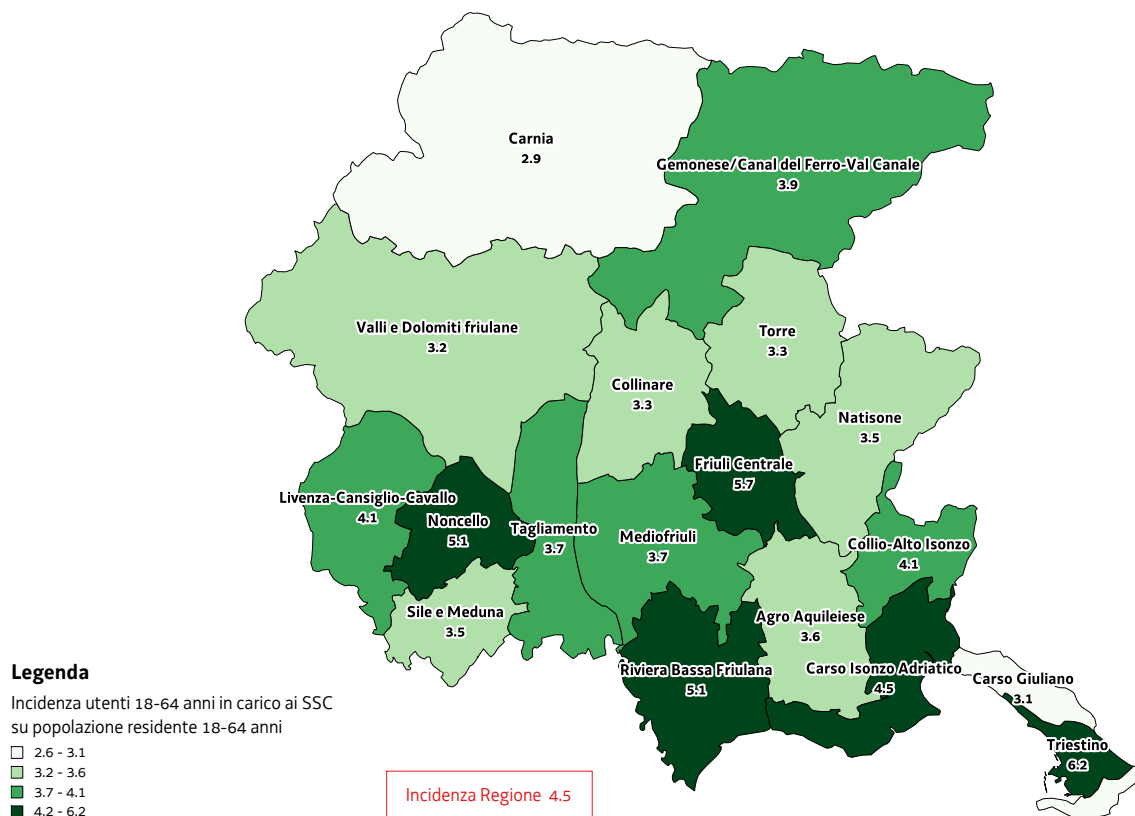 Carnia
2.9
Gemonese/Canal del Ferro-Val Canale
3.9
Valli e Dolomiti friulane
3.2
Torre
3.3
Collinare
3.3
Natisone
3.5
Friuli Centrale
5.7
Livenza-Cansiglio-Cavallo
4.1
Noncello
5.1
Tagliamento
3.7
Mediofriuli
3.7
Collio-Alto Isonzo
4.1
Sile e Meduna
3.5
Agro Aquileiese
3.6
Riviera Bassa Friulana
5.1
Carso Isonzo Adriatico
4.5
Carso Giuliano
3.1
Triestino
6.2
Legenda
Incidenza utenti 18-64 anni in carico ai SSC
su popolazione residente 18-64 anni
2.6 - 3.1
3.2 - 3.6
3.7 - 4.1
4.2 - 6.2
Incidenza Regione 4.5